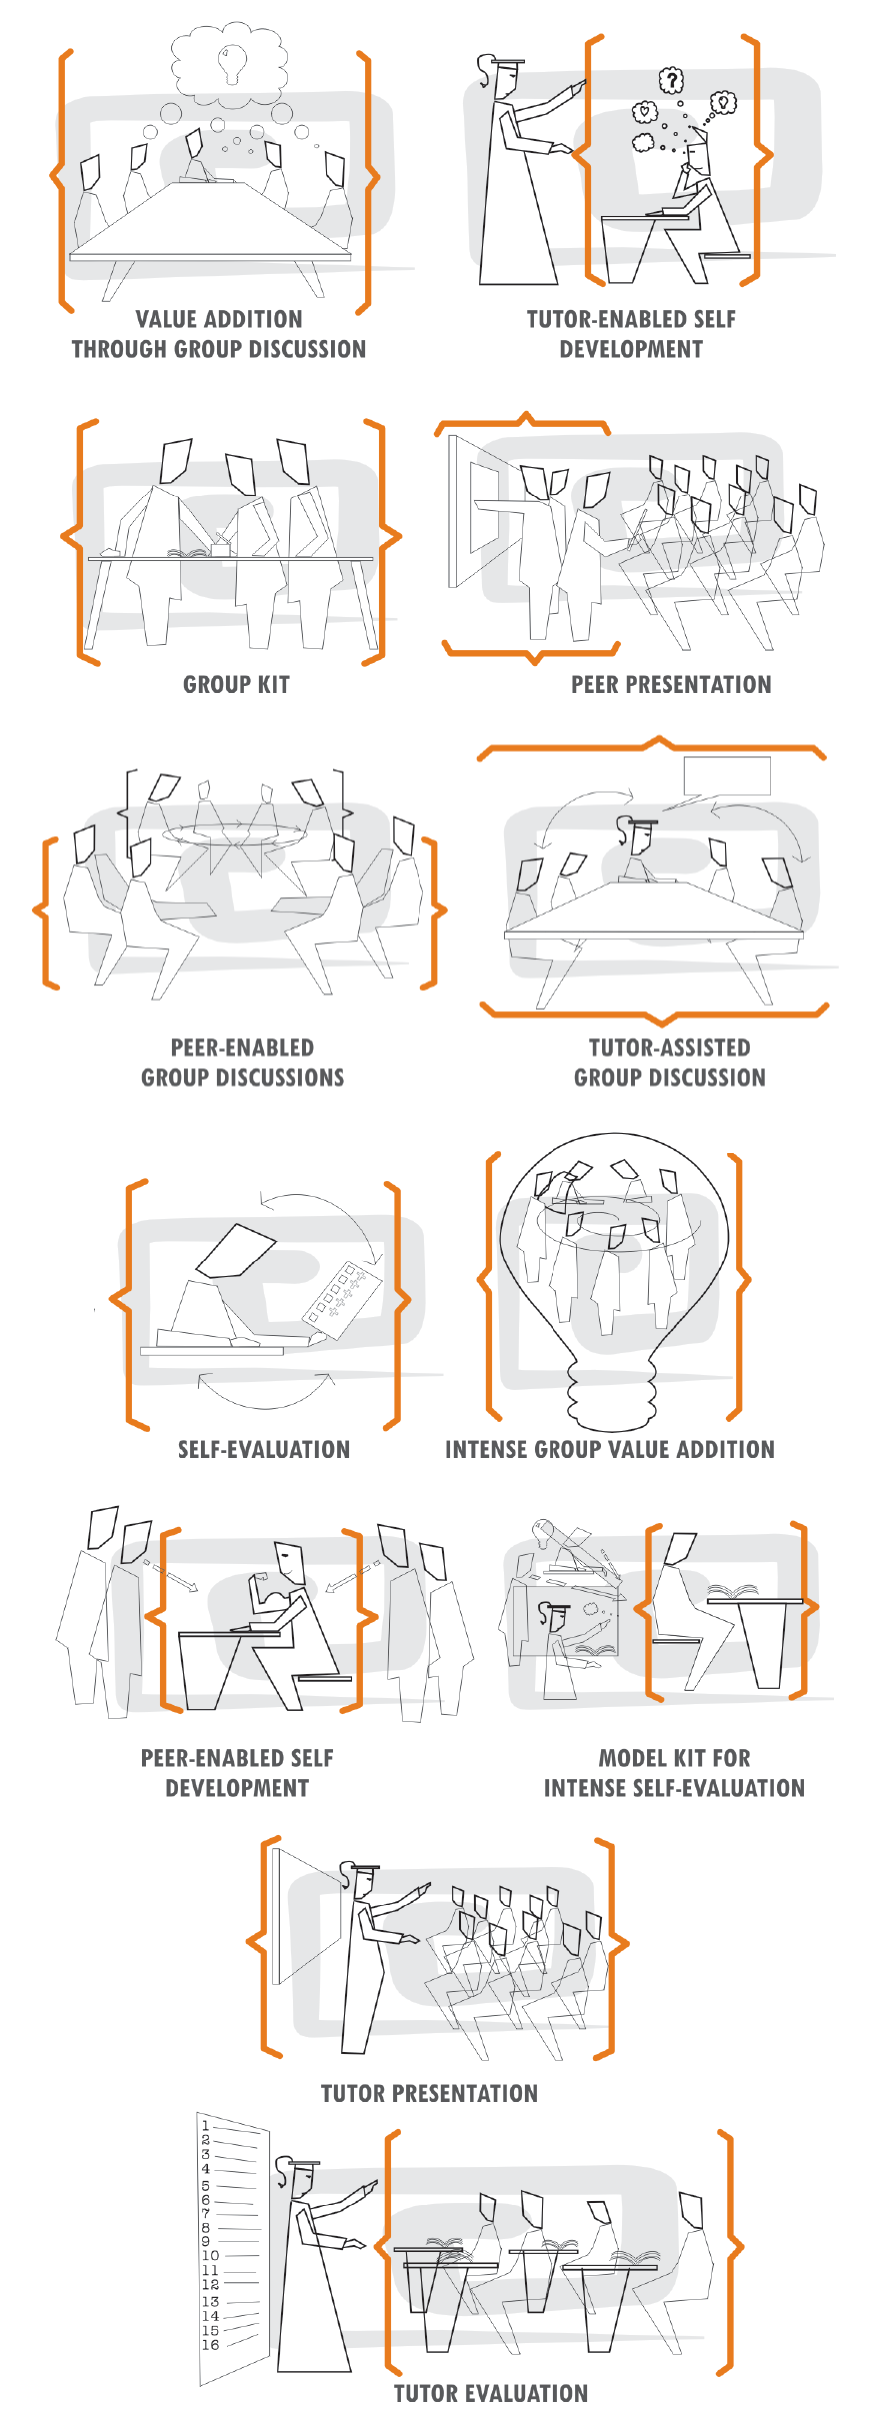 VALUE ADDITION
THROUGH GROUP DISCUSSION
?
TUTOR-ENABLED SELF
DEVELOPMENT
GROUP KIT
PEER PRESENTATION
PEER-ENABLED
GROUP DISCUSSIONS
TUTOR-ASSISTED
GROUP DISCUSSION
SELF-EVALUATION
INTENSE GROUP VALUE ADDITION
PEER-ENABLED SELF
DEVELOPMENT
MODEL KIT FOR
INTENSE SELF-EVALUATION
TUTOR PRESENTATION
1
2
3
4
5
6
7
8
9
10
11
12
13
14
15
16
TUTOR EVALUATION